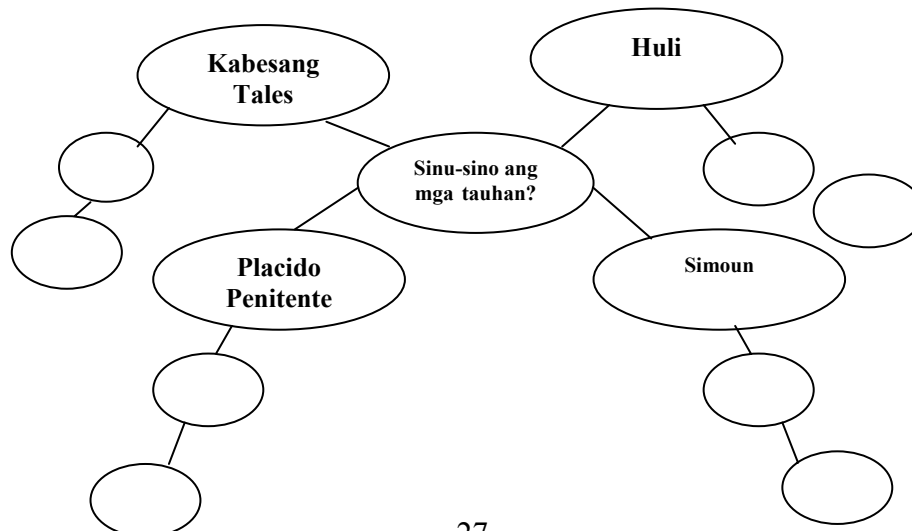 Kabesang
Tales
Huli
Sinu-sino ang
mga tauhan?
Placido
Penitente
Simoun
27